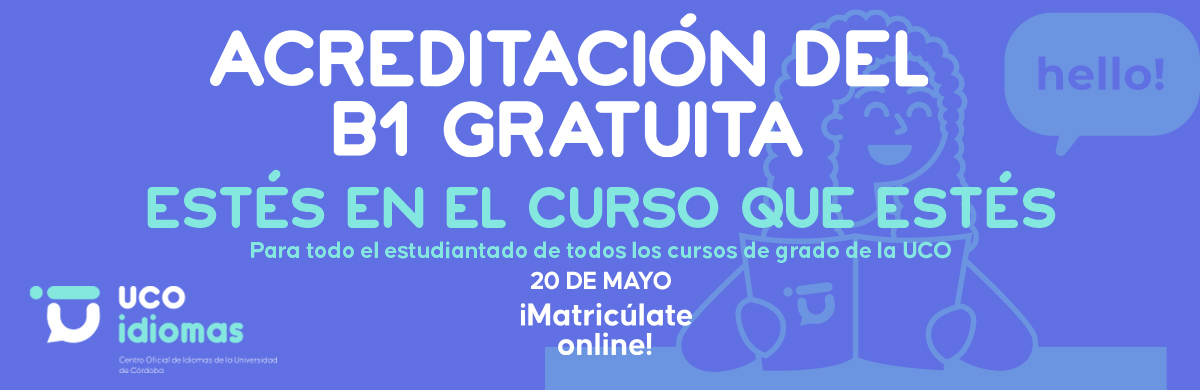 ACREDITACIÓN DEL
B1 GRATUITA
hello!
ESTÉS EN EL CURSO QUE ESTÉS
Para todo el estudiantado de todos los cursos de grado de la UCO
20 DE MAYO
¡Matricúlate
online!
UCO
idiomas
Centro Oficial de Idiomas de la Universidad
de Córdoba